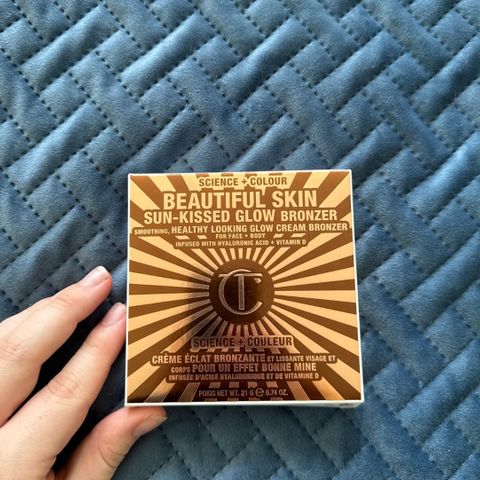 SCIENCE + COLOUR
BEAUTIFUL SKIN
SUN-KISSED GLOW BRONZER
SMOOTHING, HEALTHY LOOKING GLOW CREAM BRONZER
FOR FACE + BODY
INFUSED WITH HYALURONIC ACID + VITAMIN D
CT
SCIENCE + COULEUR
CRÈME ÉCLAT BRONZANTE ET LISSANTE VISAGE ET
CORPS POUR UN EFFET BONNE MINE
INFUSÉE D'ACIDE HYALURONIQUE ET DE VITAMINE D
POIDS NET WT. 21 G ℮ 0.74 OZ.